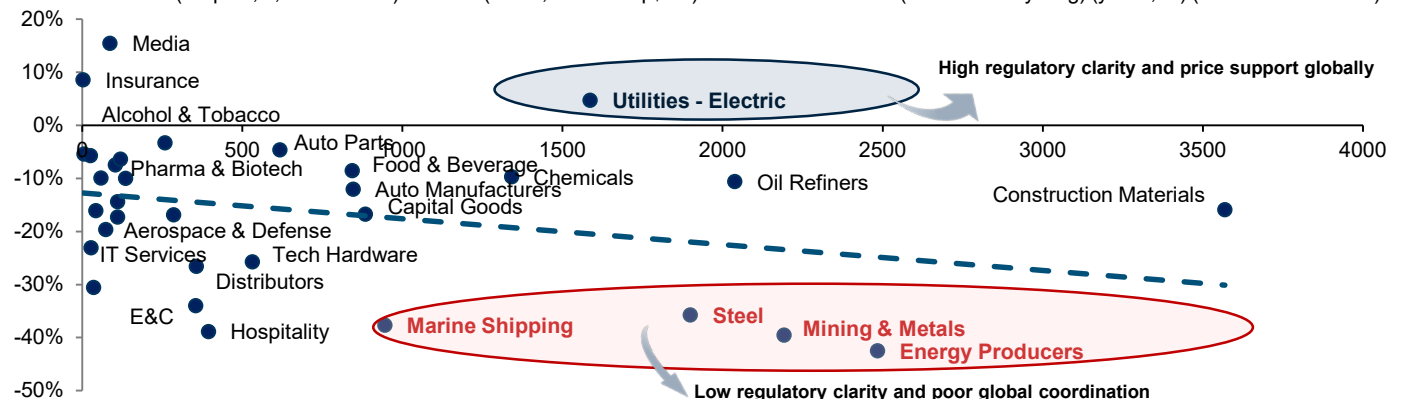 20%
Media
10%
High regulatory clarity and price support globally
Insurance
Utilities - Electric
Alcohol & Tobacco
0%
0
500
1000
1500
2000
2500
3000
3500
4000
Auto Parts
Pharma & Biotech
Food & Beverage
-10%
Auto Manufacturers
Chemicals
Oil Refiners
Construction Materials
Capital Goods
-20%
Aerospace & Defense
IT Services
Tech Hardware
-30%
Distributors
E&C
Hospitality
Marine Shipping
Steel
Mining & Metals
-40%
Energy Producers
-50%
Low regulatory clarity and poor global coordination